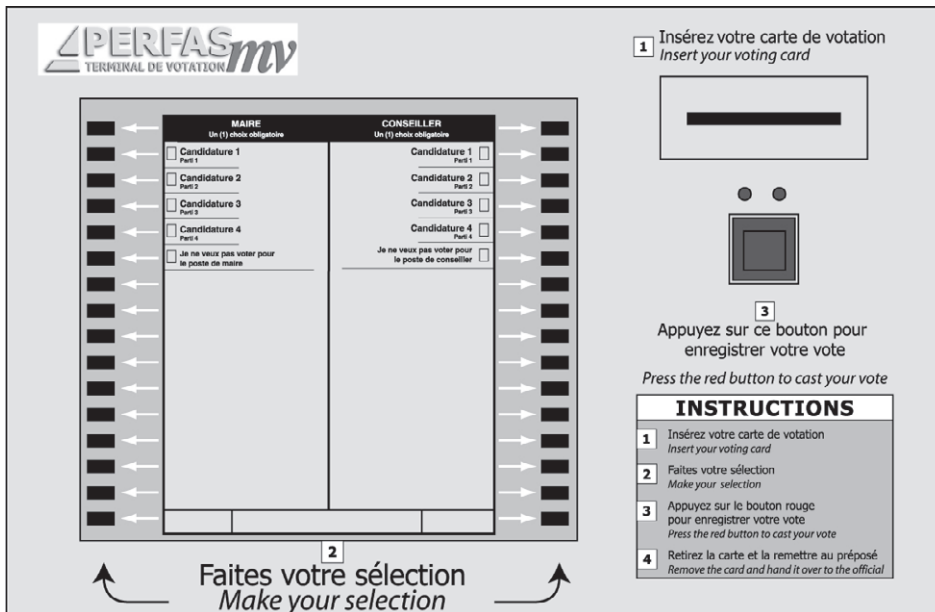 PERFAS mv
TERMINAL DE VOTATION
MAIRE
Un (1) choix obligatoire
Candidature 1
Parti 1
Candidature 2
Parti 2
Candidature 3
Parti 3
Candidature 4
Parti 4
Je ne veux pas voter pour
le poste de maire
CONSEILLER
Un (1) choix obligatoire
Candidature 1
Parti 1
Candidature 2
Parti 2
Candidature 3
Parti 3
Candidature 4
Parti 4
Je ne veux pas voter pour
le poste de conseiller
2
Faites votre sélection
Make your selection
1 Insérez votre carte de votation
Insert your voting card
3
Appuyez sur ce bouton pour
enregistrer votre vote
Press the red button to cast your vote
INSTRUCTIONS
1 Insérez votre carte de votation
Insert your voting card
2 Faites votre sélection
Make your selection
3 Appuyez sur le bouton rouge
pour enregistrer votre vote
Press the red button to cast your vote
4 Retirez la carte et la remettre au préposé
Remove the card and hand it over to the official